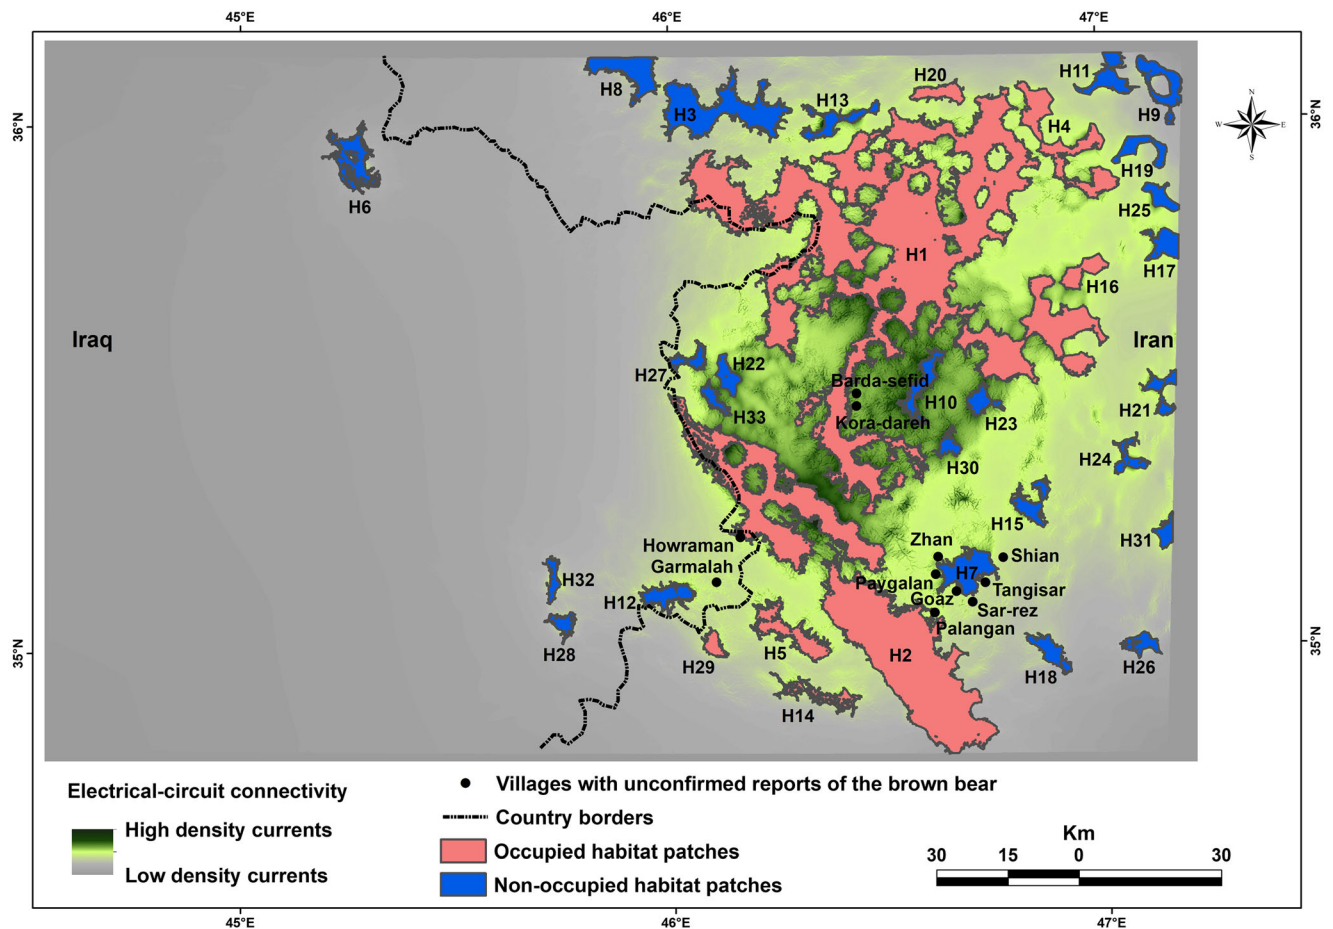 45°E 46°E 47°E
N
W E
S
36°N 36°N
H8
H3
H13
H20
H11
H9
H4
H19
H6
H25
H1
H17
H16
Iraq
Iran
H27
H22
H33
Barda-sefid
Kora-dareh
H10
H23
H21
H30
H24
H15
H31
Howraman
Garmalah
Zhan
Shian
Paygalan
H7
Goaz
Tangisar
Sar-rez
Palangan
H32
H12
H28
H29
H5
H2
H18
H26
H14
35°N 35°N
Electrical-circuit connectivity
High density currents
Low density currents
Villages with unconfirmed reports of the brown bear
Country borders
Occupied habitat patches
Non-occupied habitat patches
Km
30 15 0 30
45°E 46°E 47°E